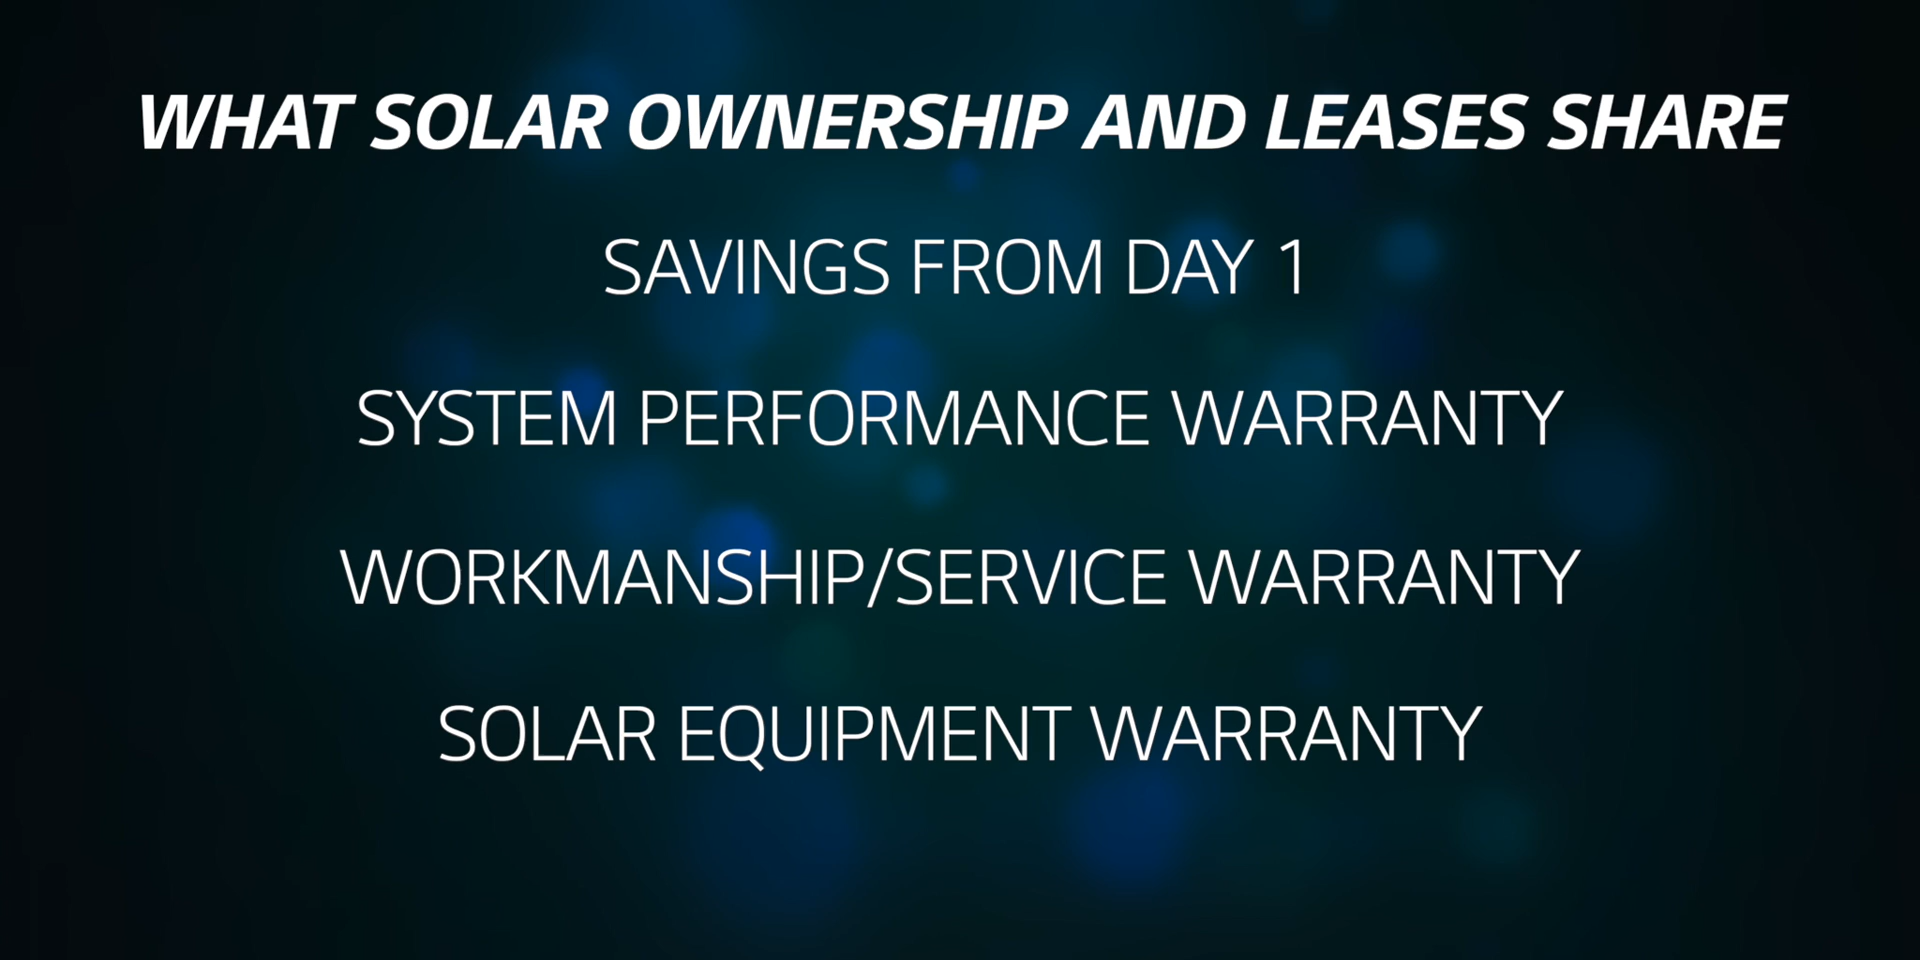 WHAT SOLAR OWNERSHIP AND LEASES SHARE
SAVINGS FROM DAY 1
SYSTEM PERFORMANCE WARRANTY
WORKMANSHIP/SERVICE WARRANTY
SOLAR EQUIPMENT WARRANTY